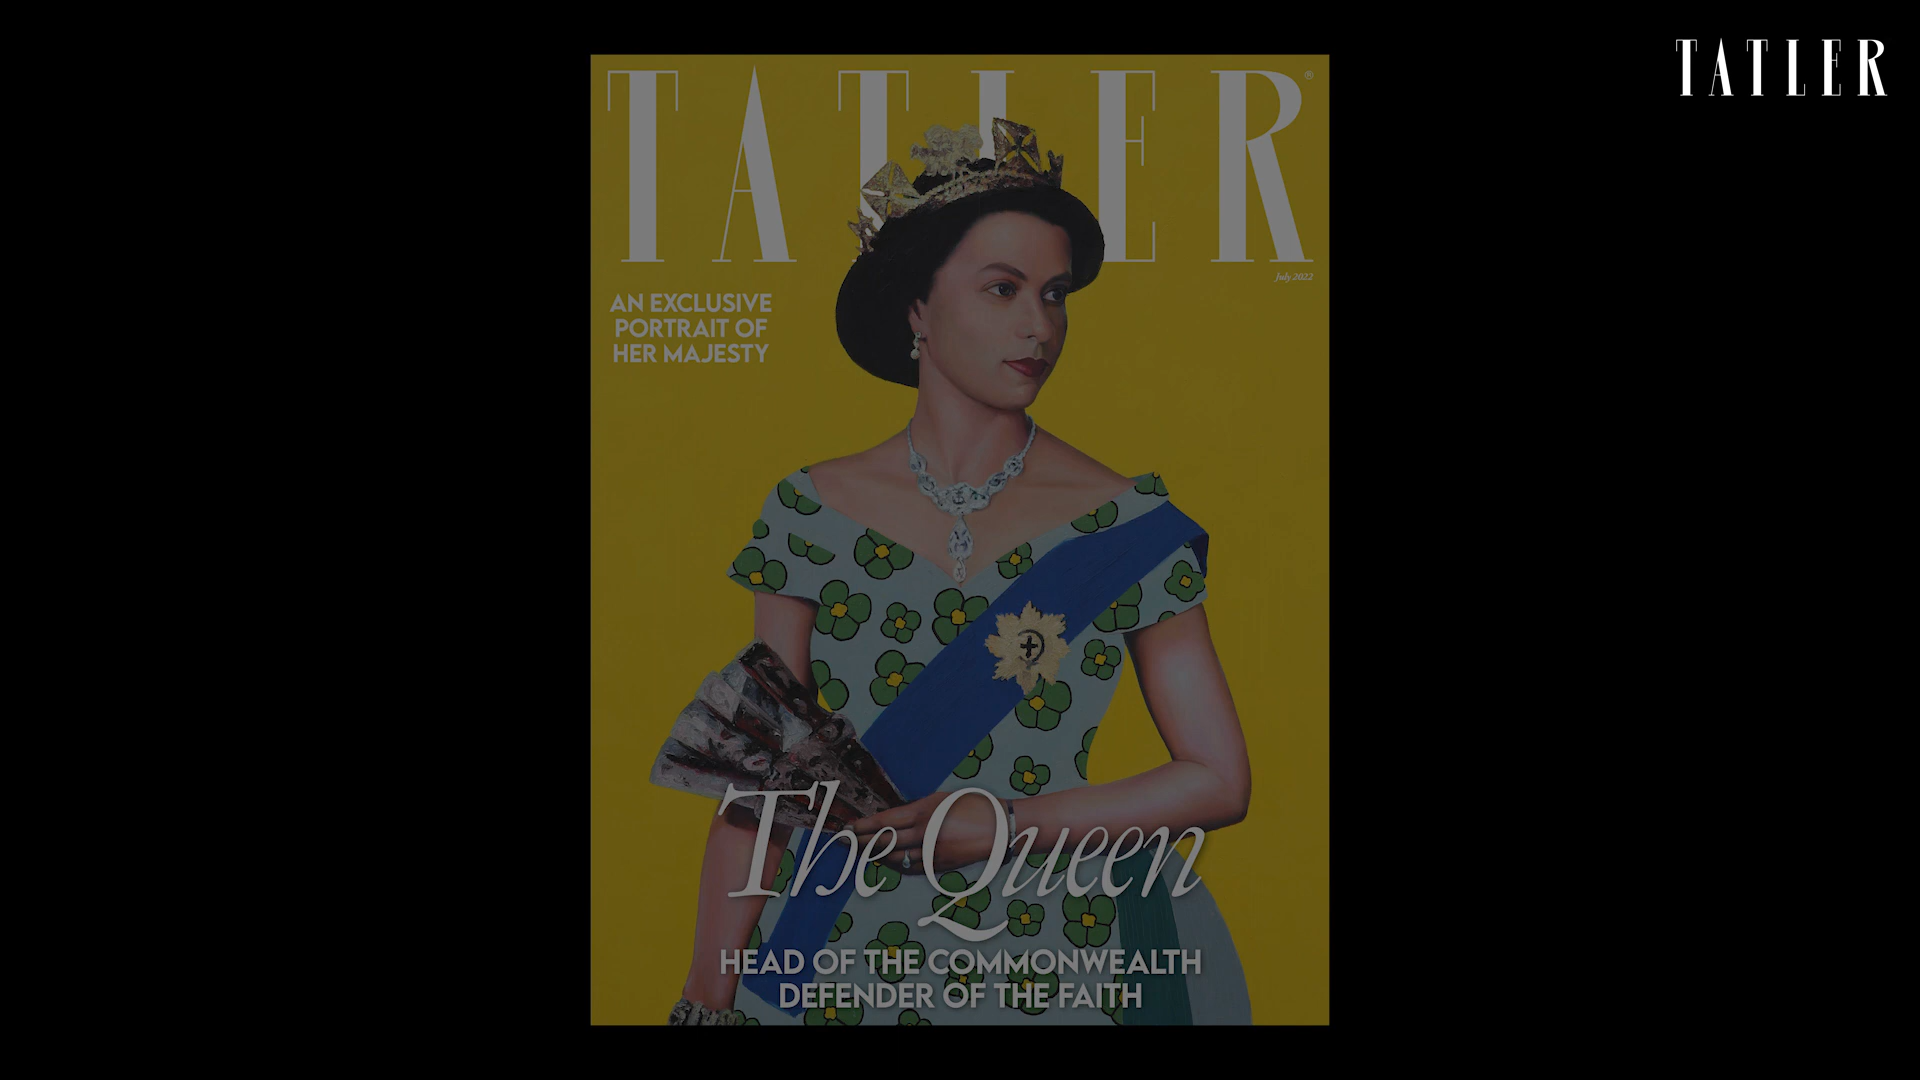 TATLER
TATLER®
July 2022
AN EXCLUSIVE
PORTRAIT OF
HER MAJESTY
The Queen
HEAD OF THE COMMONWEALTH
DEFENDER OF THE FAITH